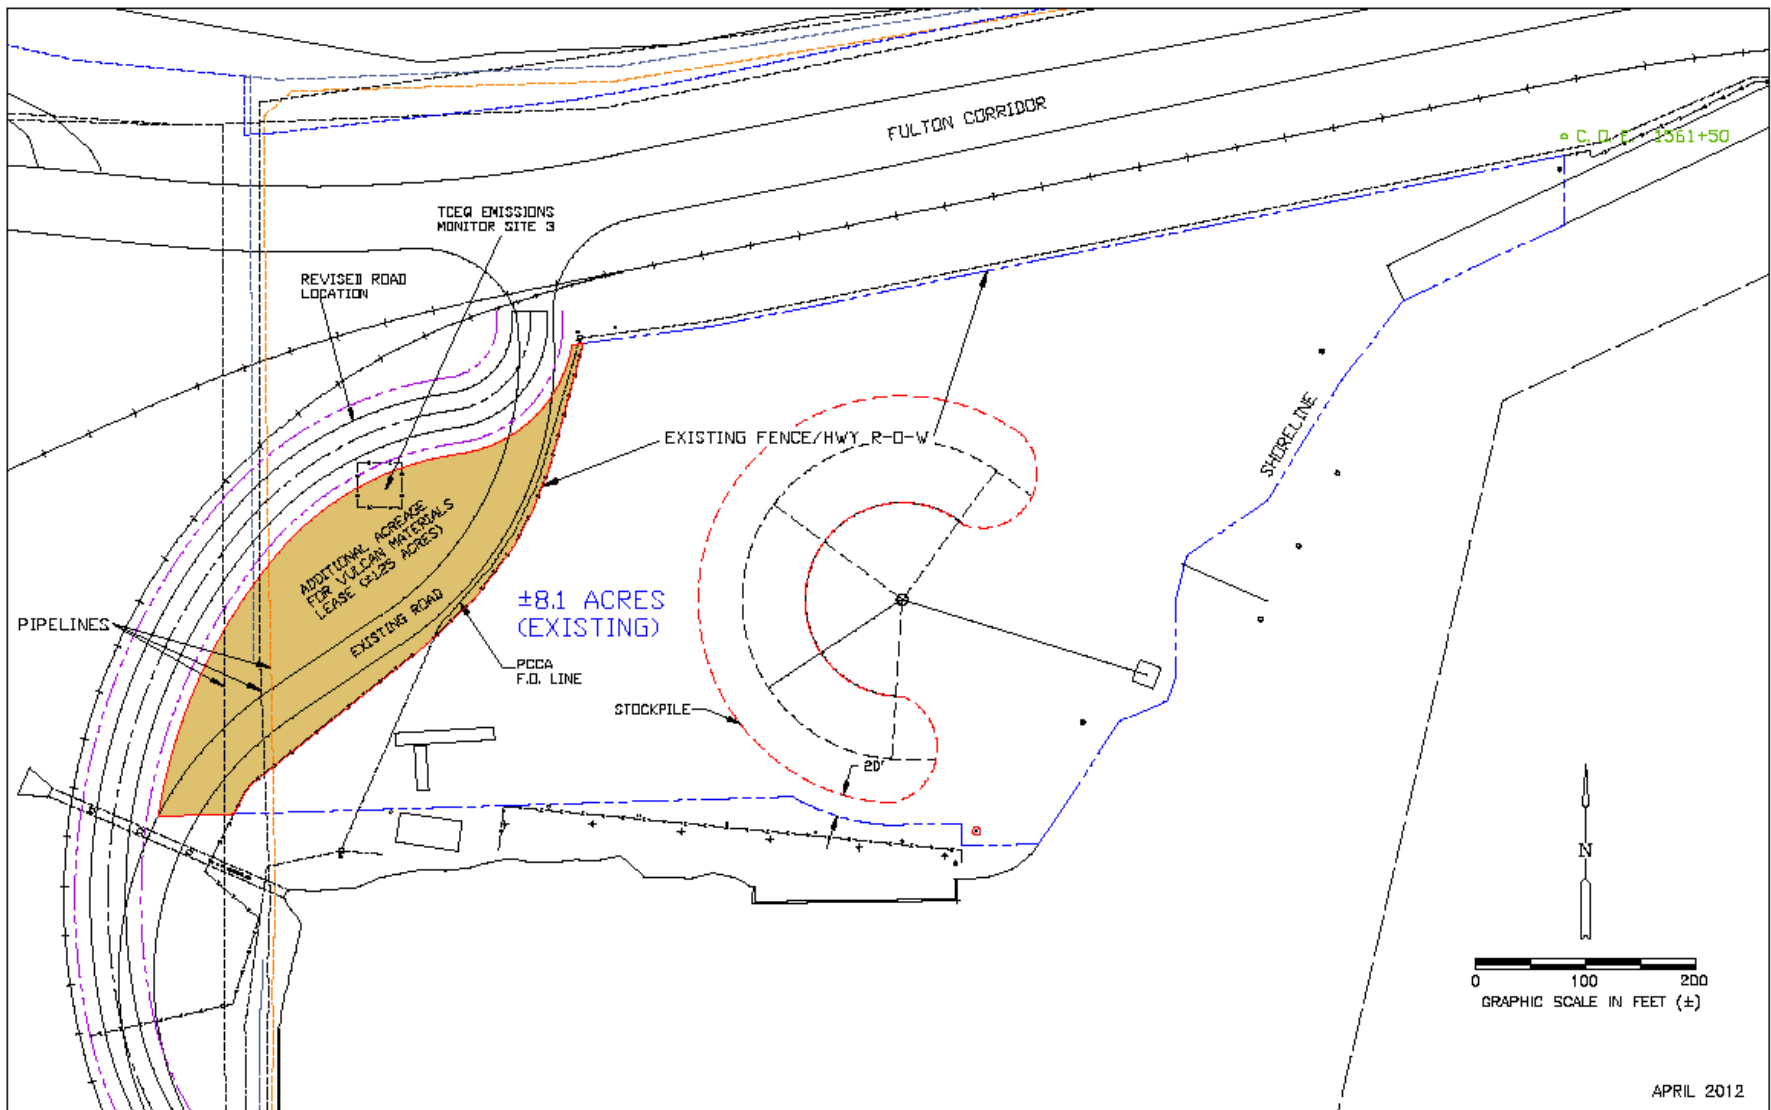 FULTON CORRIDOR
C.O.E. 1561+50
TCEQ EMISSIONS
MONITOR SITE 3
REVISED ROAD
LOCATION
EXISTING FENCE/HWY R-O-W
SHORELINE
ADDITIONAL ACREAGE
FOR VULCAN MATERIALS
LEASE (±1.25 ACRES)
EXISTING ROAD
±8.1 ACRES
(EXISTING)
PIPELINES
PCCA
F.O. LINE
STOCKPILE
20'
N
0 100 200
GRAPHIC SCALE IN FEET (±)
APRIL 2012